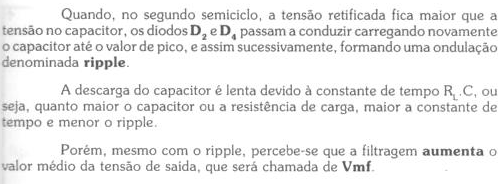 Quando, no segundo semiciclo, a tensão retificada fica maior que a
tensão no capacitor, os diodos D₂ e D₄ passam a conduzir carregando novamente
o capacitor até o valor de pico, e assim sucessivamente, formando uma ondulação
denominada ripple.
A descarga do capacitor é lenta devido à constante de tempo R_L.C, ou
seja, quanto maior o capacitor ou a resistência de carga, maior a constante de
tempo e menor o ripple.
Porém, mesmo com o ripple, percebe-se que a filtragem aumenta o
valor médio da tensão de saída, que será chamada de Vmf.